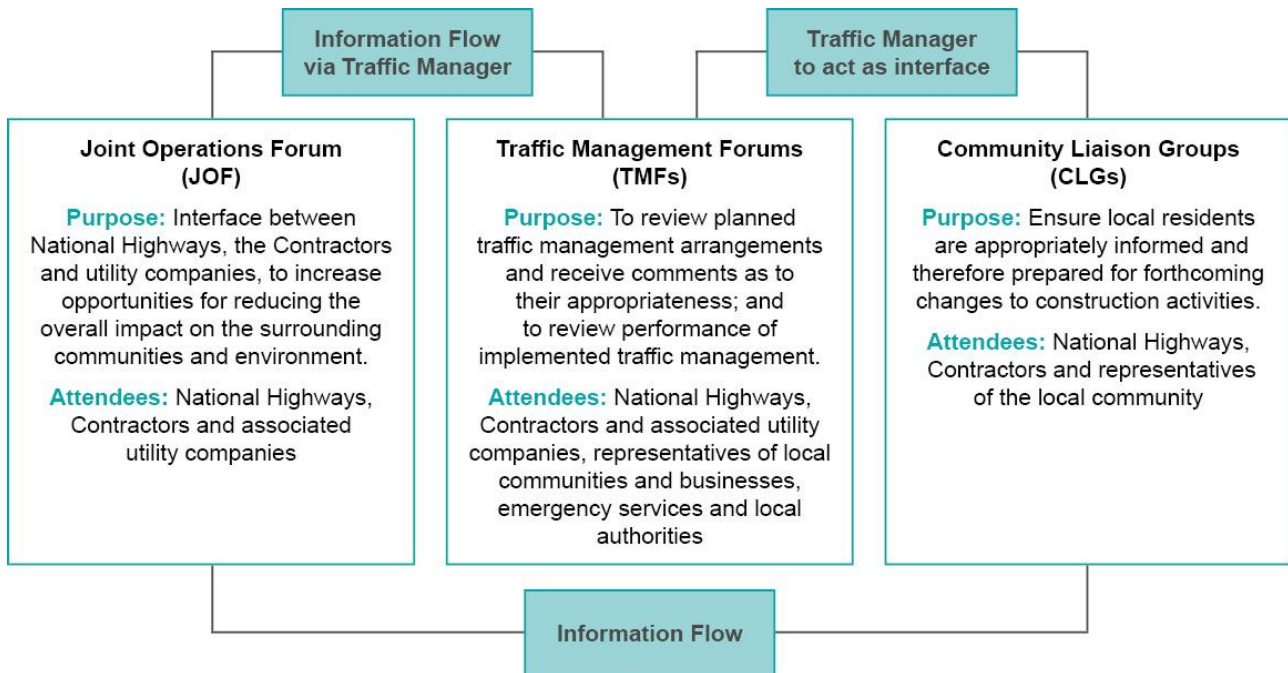 Information Flow
via Traffic Manager
Traffic Manager
to act as interface
Joint Operations Forum
(JOF)
Purpose: Interface between
National Highways, the Contractors
and utility companies, to increase
opportunities for reducing the
overall impact on the surrounding
communities and environment.
Attendees: National Highways,
Contractors and associated
utility companies
Traffic Management Forums
(TMFs)
Purpose: To review planned
traffic management arrangements
and receive comments as to
their appropriateness; and
to review performance of
implemented traffic management.
Attendees: National Highways,
Contractors and associated utility
companies, representatives of local
communities and businesses,
emergency services and local
authorities
Community Liaison Groups
(CLGs)
Purpose: Ensure local residents
are appropriately informed and
therefore prepared for forthcoming
changes to construction activities.
Attendees: National Highways,
Contractors and representatives
of the local community
Information Flow